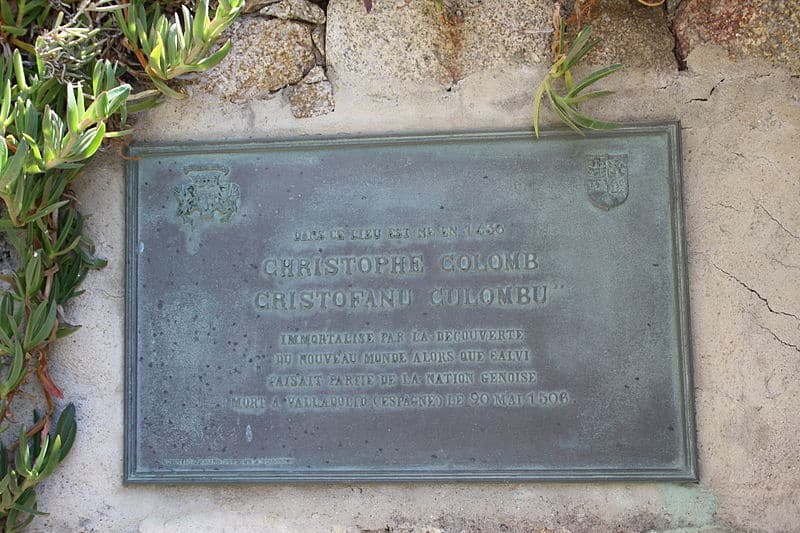 DANS CE LIEU EST NE EN 1436
CHRISTOPHE COLOMB
CRISTOFANU CULOMBU"
IMMORTALISE PAR LA DECOUVERTE
DU NOUVEAU MONDE ALORS QUE CALVI
FAISAIT PARTIE DE LA NATION GENOISE
MORT A VALLADOLID (ESPAGNE) LE 20 MAI 1506.